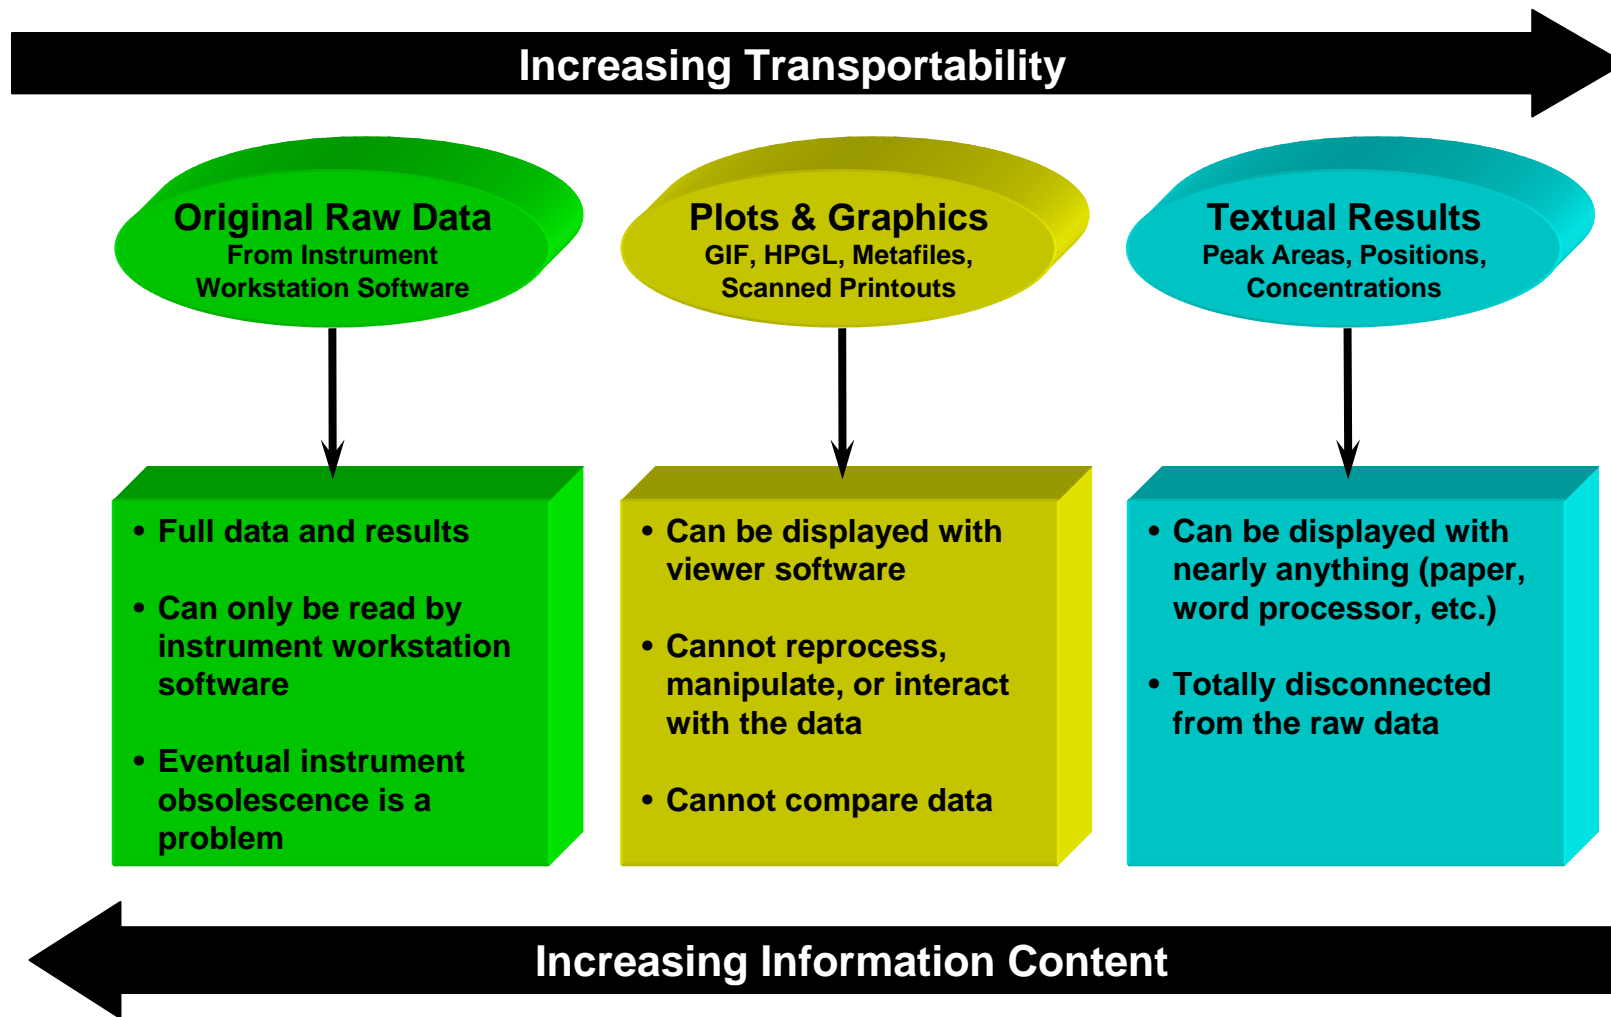 Increasing Transportability
Original Raw Data
From Instrument
Workstation Software
Plots & Graphics
GIF, HPGL, Metafiles,
Scanned Printouts
Textual Results
Peak Areas, Positions,
Concentrations
• Full data and results
• Can only be read by
instrument workstation
software
• Eventual instrument
obsolescence is a
problem
• Can be displayed with
viewer software
• Cannot reprocess,
manipulate, or interact
with the data
• Cannot compare data
• Can be displayed with
nearly anything (paper,
word processor, etc.)
• Totally disconnected
from the raw data
Increasing Information Content